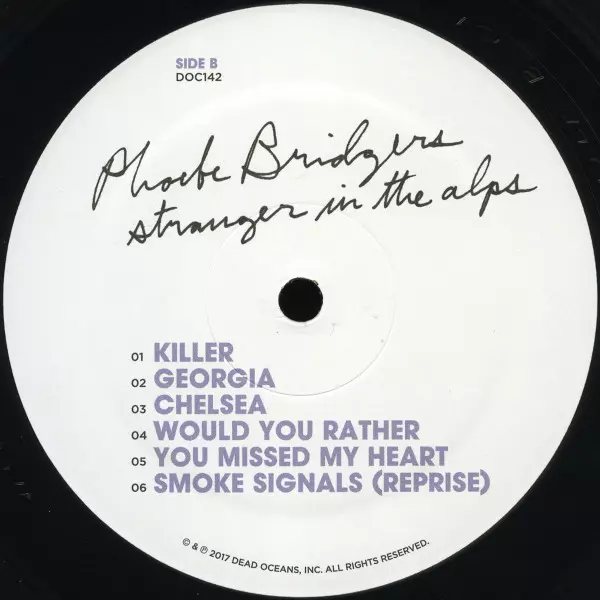 SIDE B
DOC142
Phoebe Bridgers
stranger in the alps
01 KILLER
02 GEORGIA
03 CHELSEA
04 WOULD YOU RATHER
05 YOU MISSED MY HEART
06 SMOKE SIGNALS (REPRISE)
© & ℗ 2017 DEAD OCEANS, INC. ALL RIGHTS RESERVED.